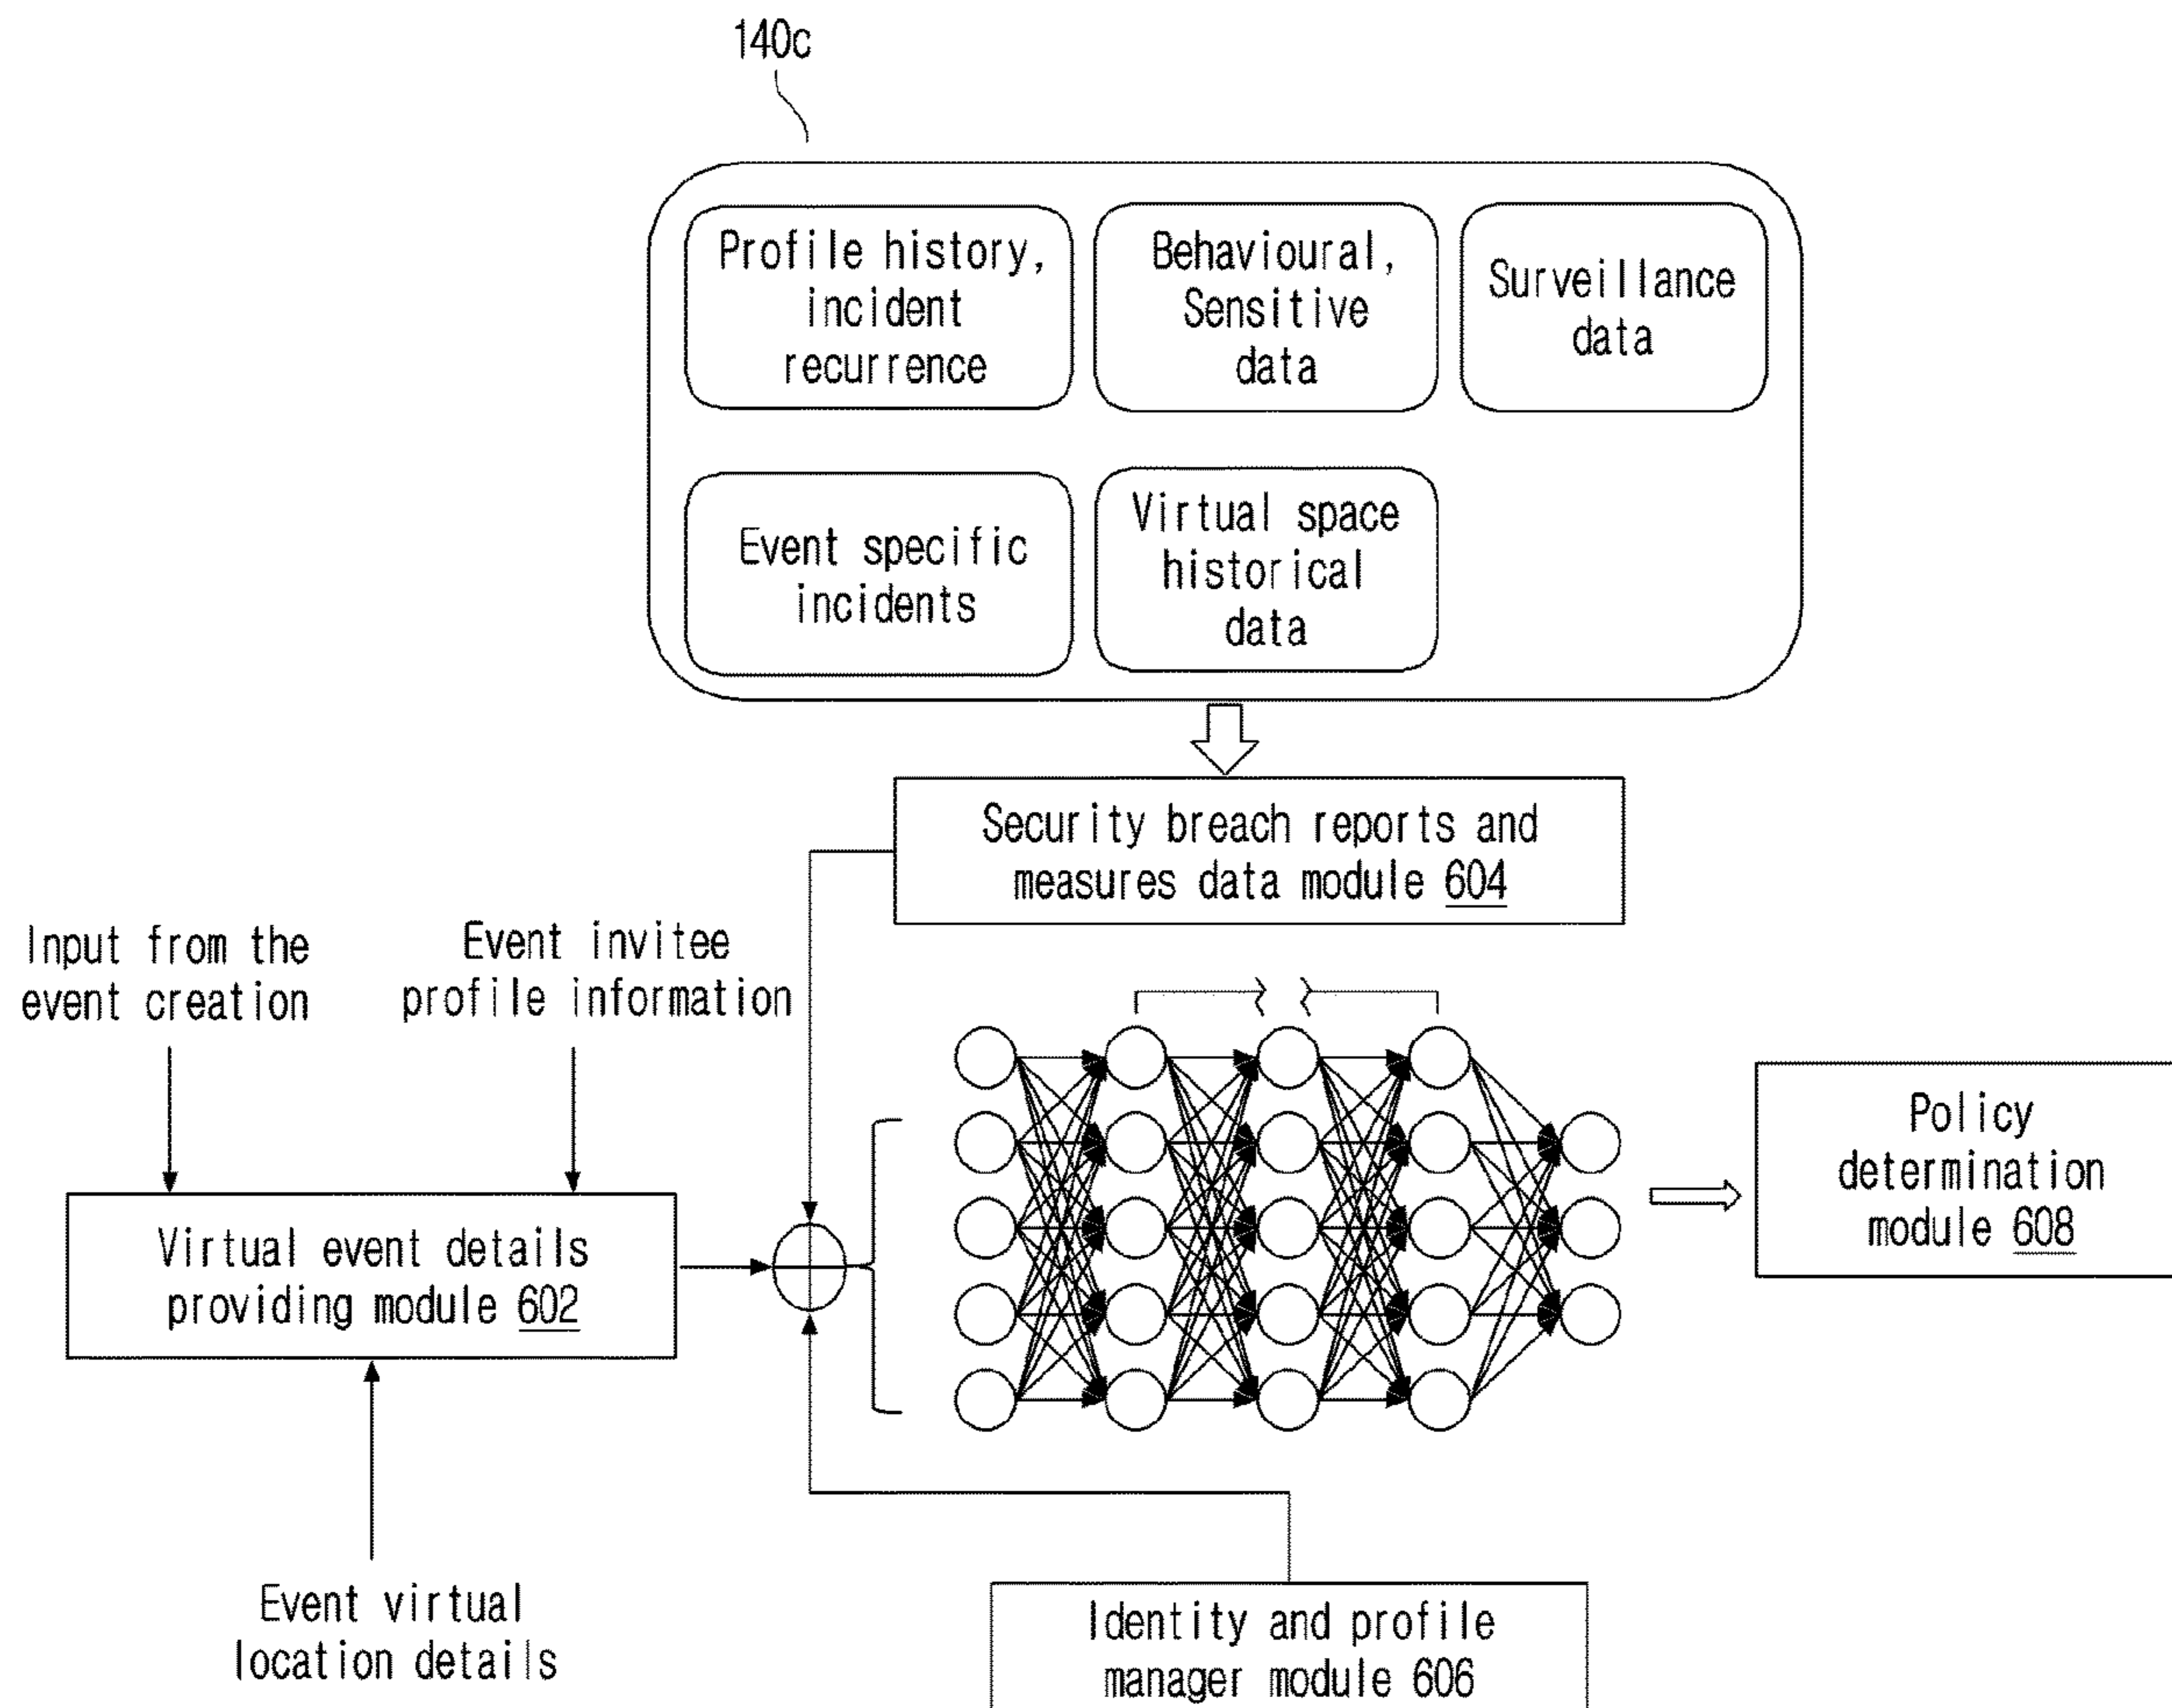 140c
Profile history,
incident
recurrence
Behavioural,
Sensitive
data
Surveillance
data
Event specific
incidents
Virtual space
historical
data
Security breach reports and
measures data module 604
Input from the
event creation
Event invitee
profile information
Virtual event details
providing module 602
Policy
determination
module 608
Event virtual
location details
Identity and profile
manager module 606